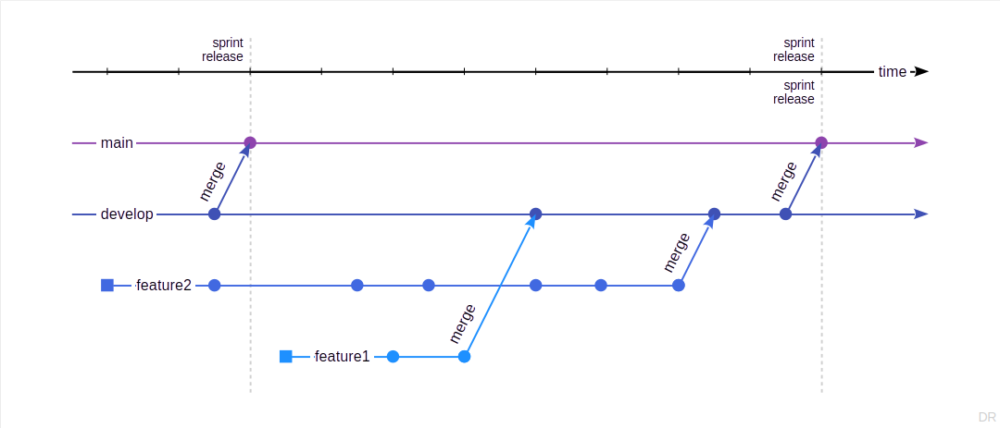 sprint
release
sprint
release
time
sprint
release
main
merge
merge
develop
merge
feature2
merge
feature1
DR